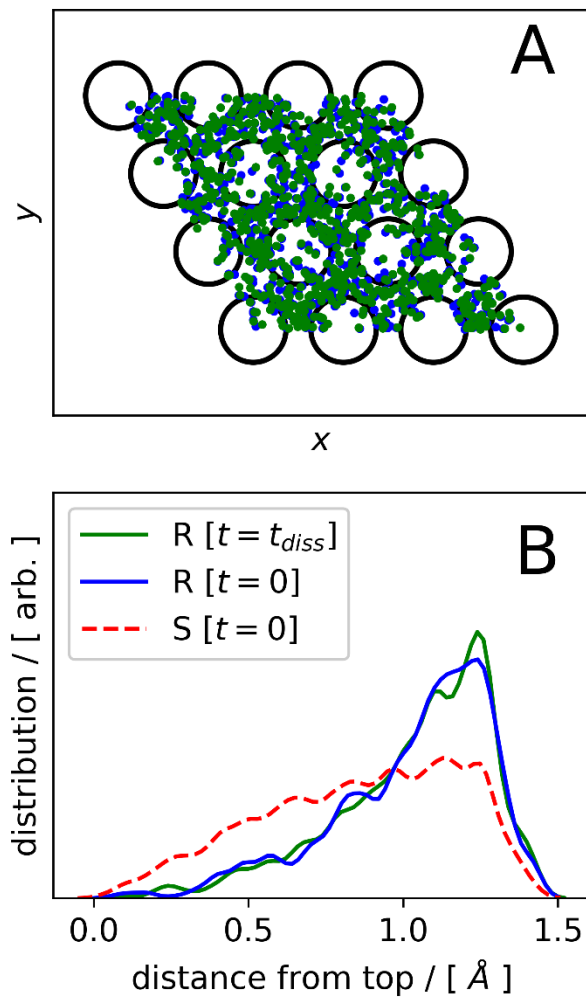 A
y
x
B
R [t = t_diss]
R [t = 0]
S [t = 0]
distribution / [ arb. ]
0.0 0.5 1.0 1.5
distance from top / [ Å ]